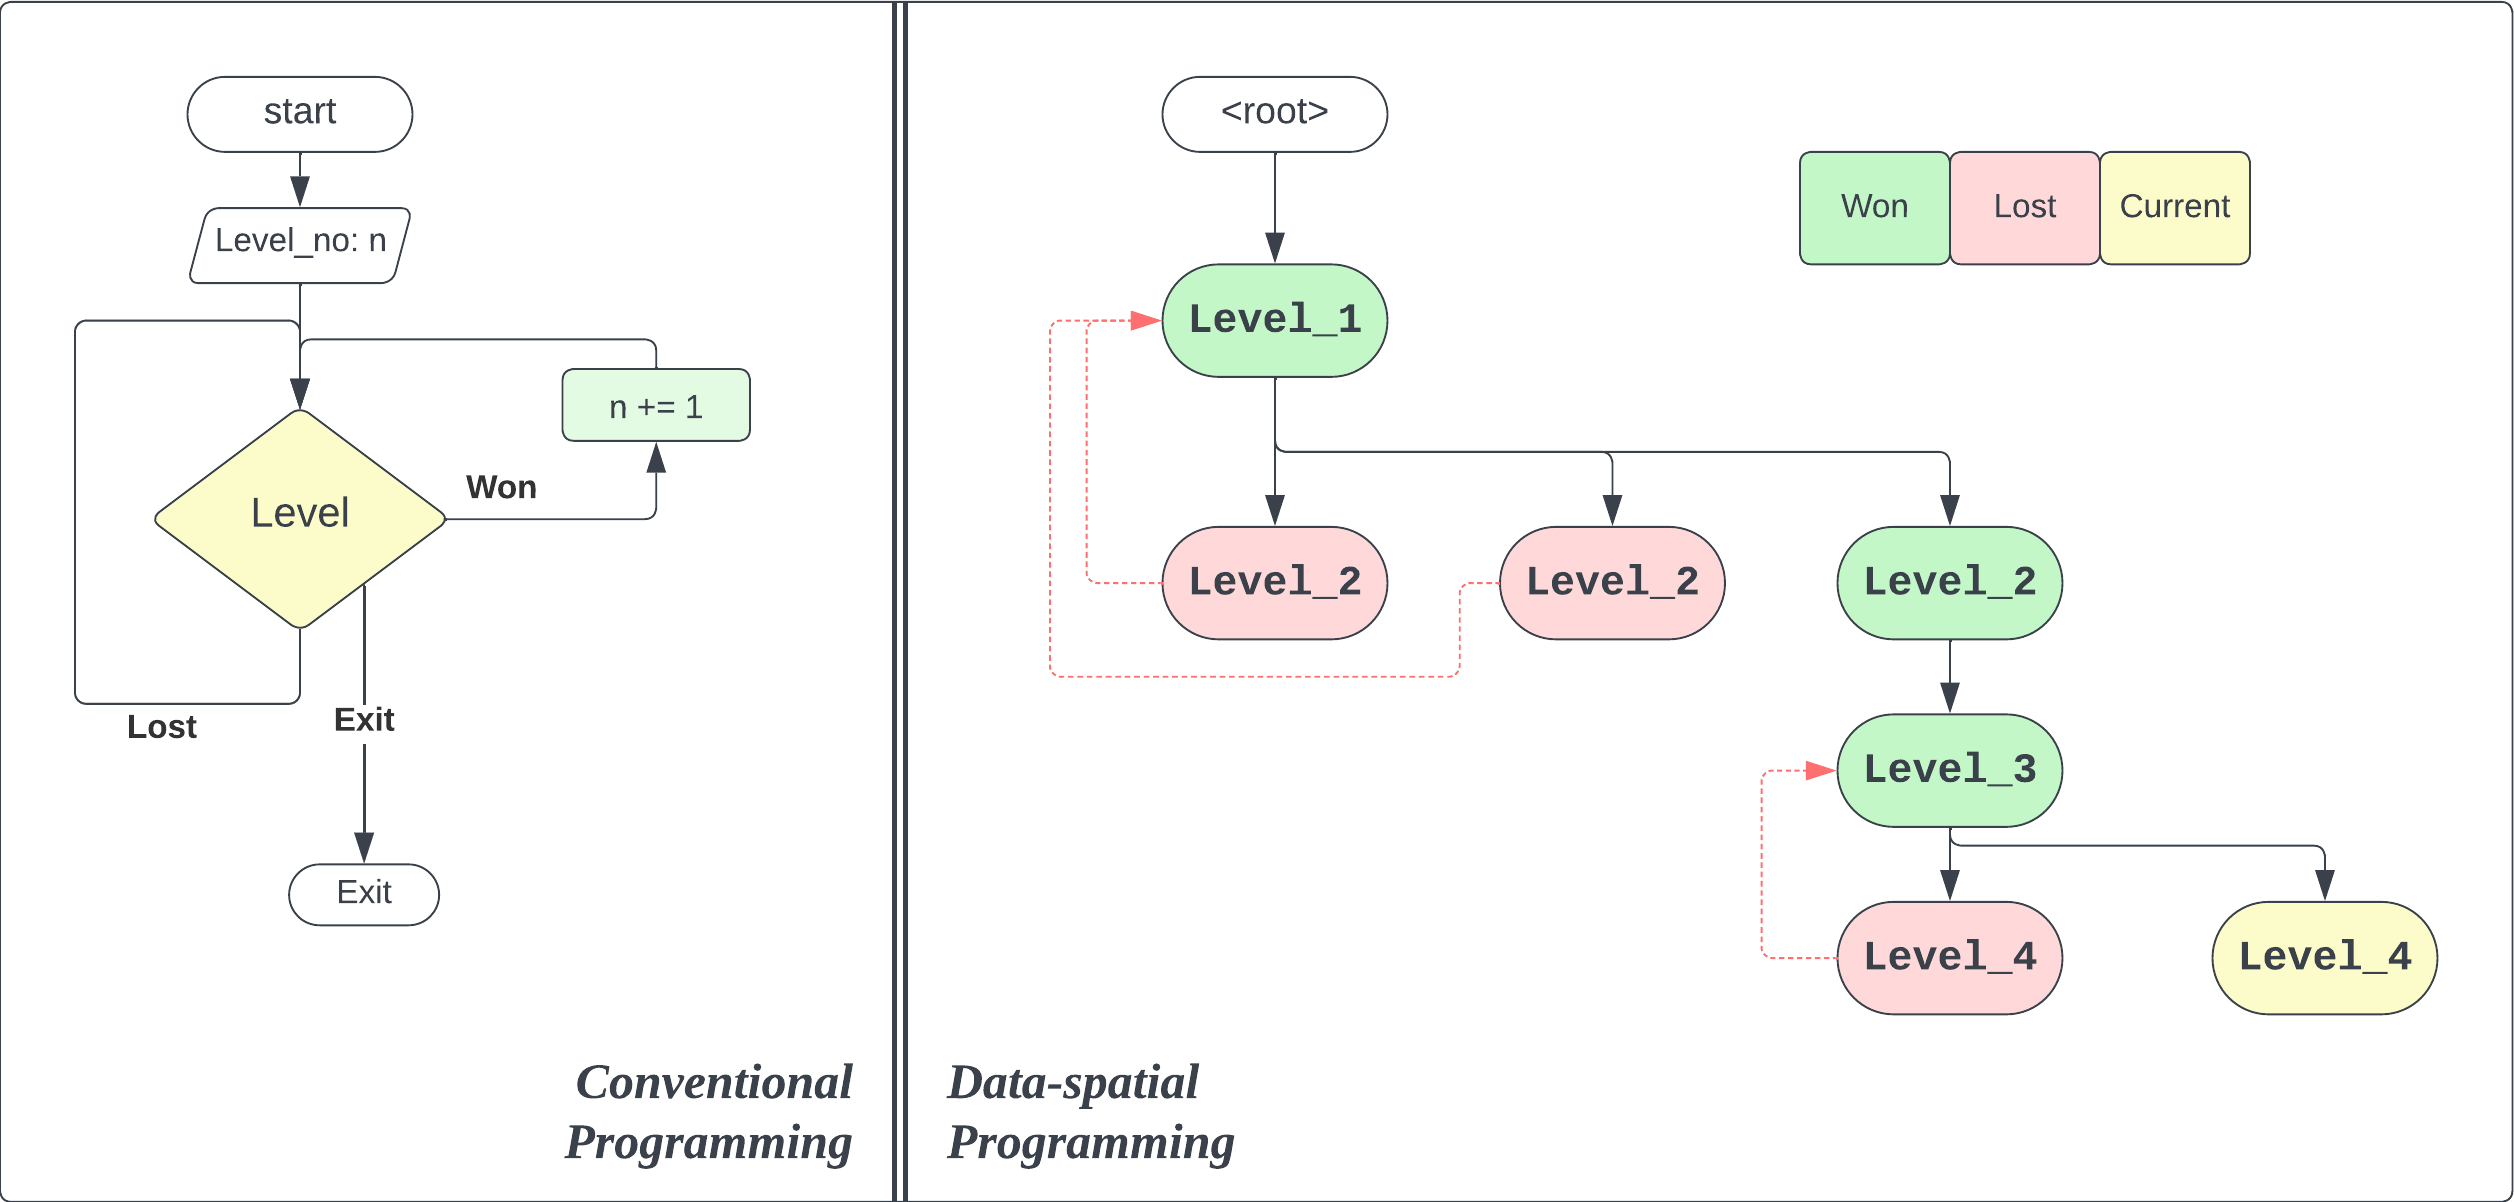 start
Level_no: n
n += 1
Level
Won
Lost
Exit
Exit
Conventional
Programming
<root>
Won
Lost
Current
Level_1
Level_2
Level_2
Level_2
Level_3
Level_4
Level_4
Data-spatial
Programming